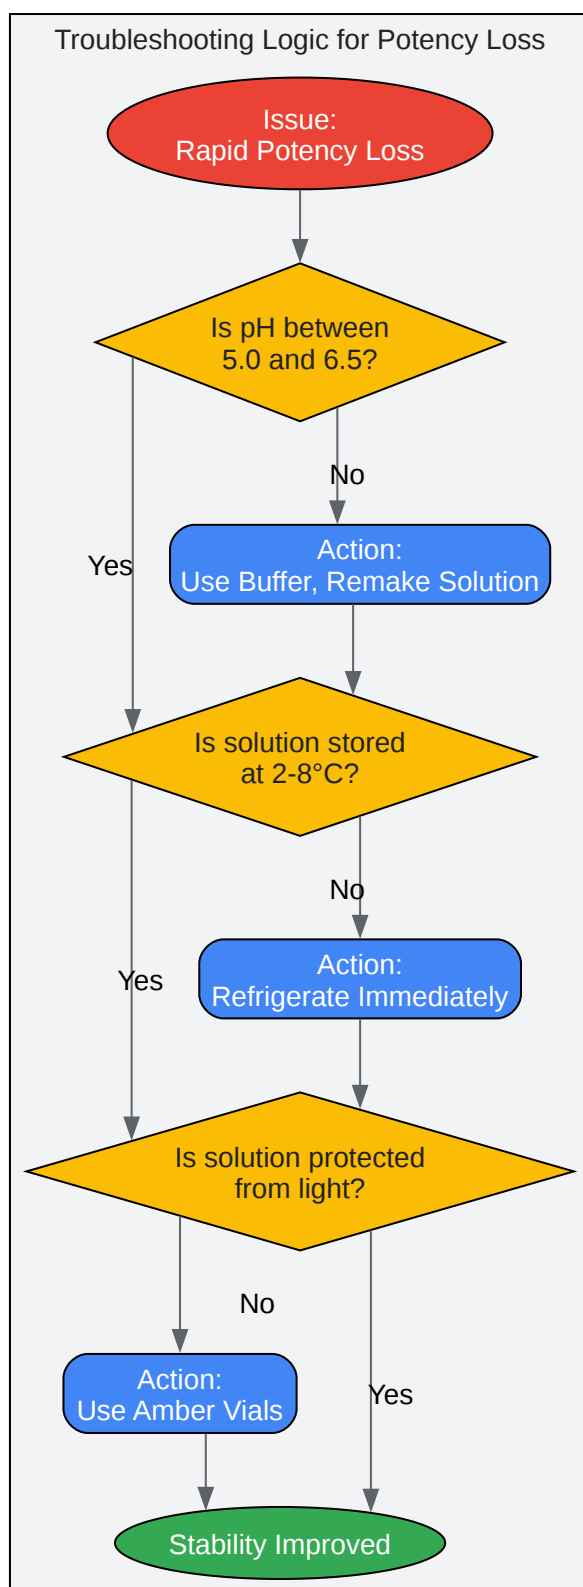 Troubleshooting Logic for Potency Loss
Issue:
Rapid Potency Loss
Is pH between
5.0 and 6.5?
No
Action:
Use Buffer, Remake Solution
Yes
Is solution stored
at 2-8°C?
No
Action:
Refrigerate Immediately
Yes
Is solution protected
from light?
No
Action:
Use Amber Vials
Yes
Stability Improved